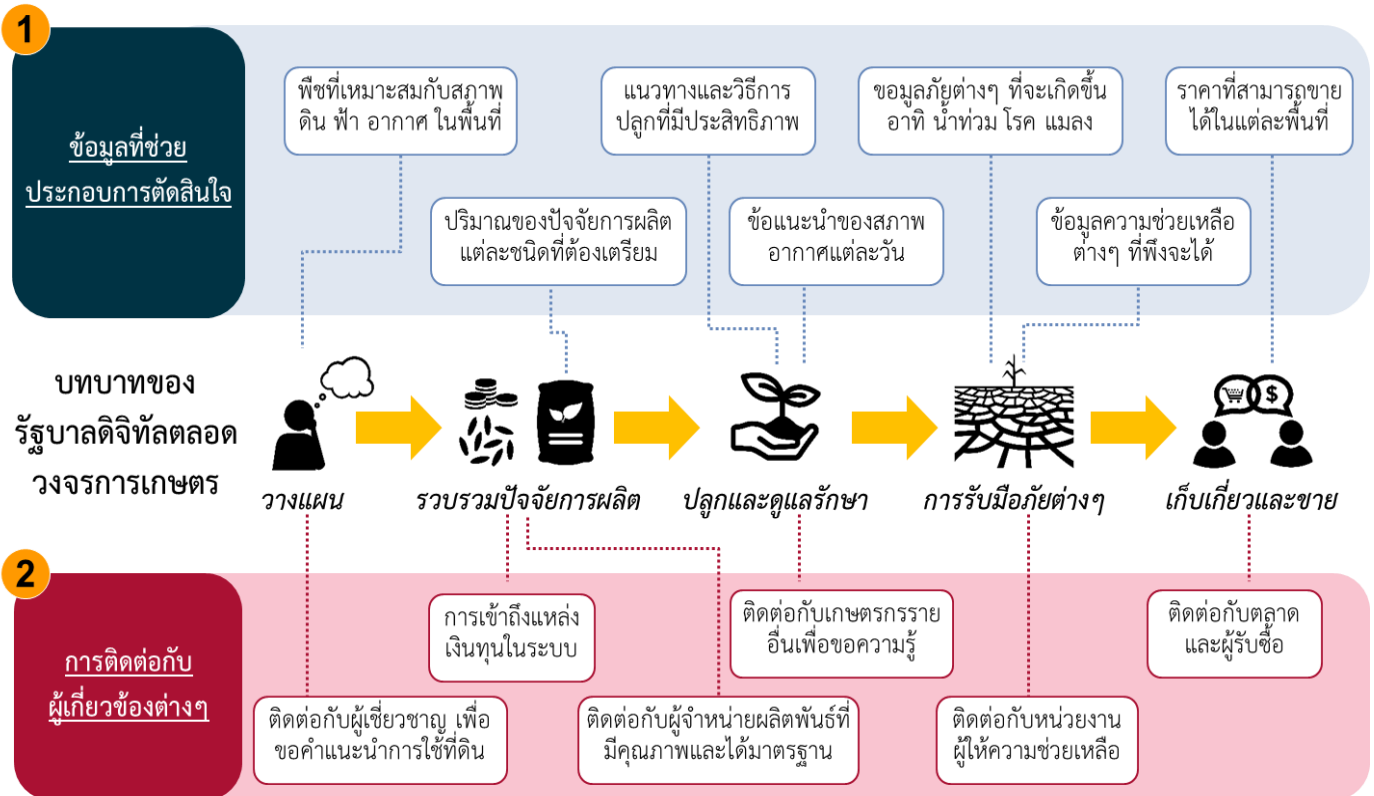 1
ข้อมูลที่ช่วย
ประกอบการตัดสินใจ
พืชที่เหมาะสมกับสภาพ
ดิน ฟ้า อากาศ ในพื้นที่
แนวทางและวิธีการ
ปลูกที่มีประสิทธิภาพ
ขอมูลภัยต่างๆ ที่จะเกิดขึ้น
อาทิ น้ำท่วม โรค แมลง
ราคาที่สามารถขาย
ได้ในแต่ละพื้นที่
ปริมาณของปัจจัยการผลิต
แต่ละชนิดที่ต้องเตรียม
ข้อแนะนำของสภาพ
อากาศแต่ละวัน
ข้อมูลความช่วยเหลือ
ต่างๆ ที่พึงจะได้
บทบาทของ
รัฐบาลดิจิทัลตลอด
วงจรการเกษตร
$
วางแผน
รวบรวมปัจจัยการผลิต
ปลูกและดูแลรักษา
การรับมือภัยต่างๆ
เก็บเกี่ยวและขาย
2
การติดต่อกับ
ผู้เกี่ยวข้องต่างๆ
การเข้าถึงแหล่ง
เงินทุนในระบบ
ติดต่อกับเกษตรกรราย
อื่นเพื่อขอความรู้
ติดต่อกับตลาด
และผู้รับซื้อ
ติดต่อกับผู้เชี่ยวชาญ เพื่อ
ขอคำแนะนำการใช้ที่ดิน
ติดต่อกับผู้จำหน่ายผลิตพันธ์ที่
มีคุณภาพและได้มาตรฐาน
ติดต่อกับหน่วยงาน
ผู้ให้ความช่วยเหลือ